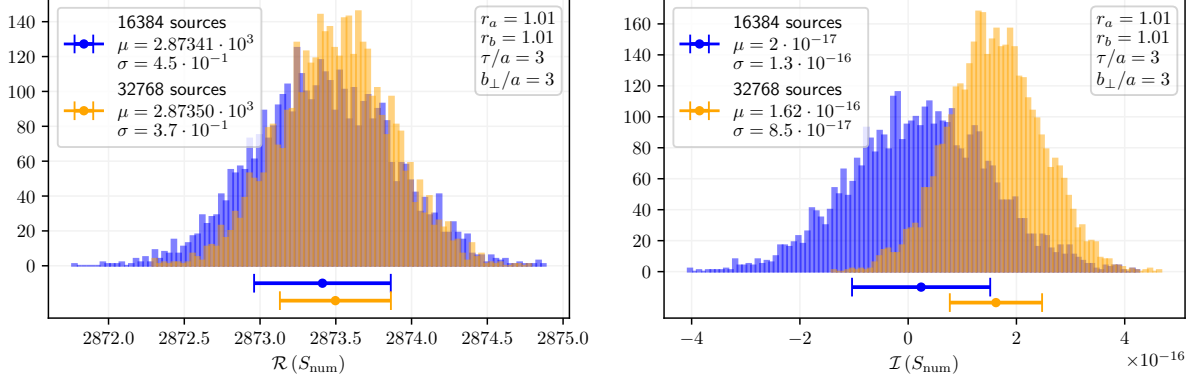 16384 sources
μ = 2.87341 · 10³
σ = 4.5 · 10⁻¹
32768 sources
μ = 2.87350 · 10³
σ = 3.7 · 10⁻¹
rₐ = 1.01
r_b = 1.01
τ/a = 3
b_⊥/a = 3
140
120
100
80
60
40
20
0
2872.0 2872.5 2873.0 2873.5 2874.0 2874.5 2875.0
ℛ (S_num)
16384 sources
μ = 2 · 10⁻¹⁷
σ = 1.3 · 10⁻¹⁶
32768 sources
μ = 1.62 · 10⁻¹⁶
σ = 8.5 · 10⁻¹⁷
rₐ = 1.01
r_b = 1.01
τ/a = 3
b_⊥/a = 3
160
140
120
100
80
60
40
20
0
−4 −2 0 2 4
×10⁻¹⁶
ℐ (S_num)